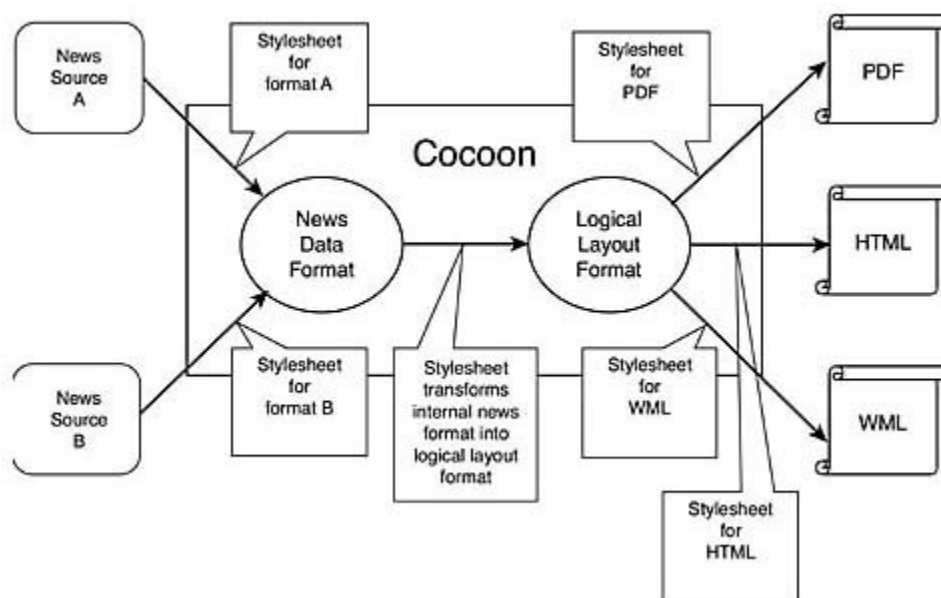 News
Source
A
Stylesheet
for
format A
Stylesheet
for
PDF
PDF
Cocoon
News
Data
Format
Logical
Layout
Format
HTML
News
Source
B
Stylesheet
for
format B
Stylesheet
transforms
internal news
format into
logical layout
format
Stylesheet
for
WML
WML
Stylesheet
for
HTML